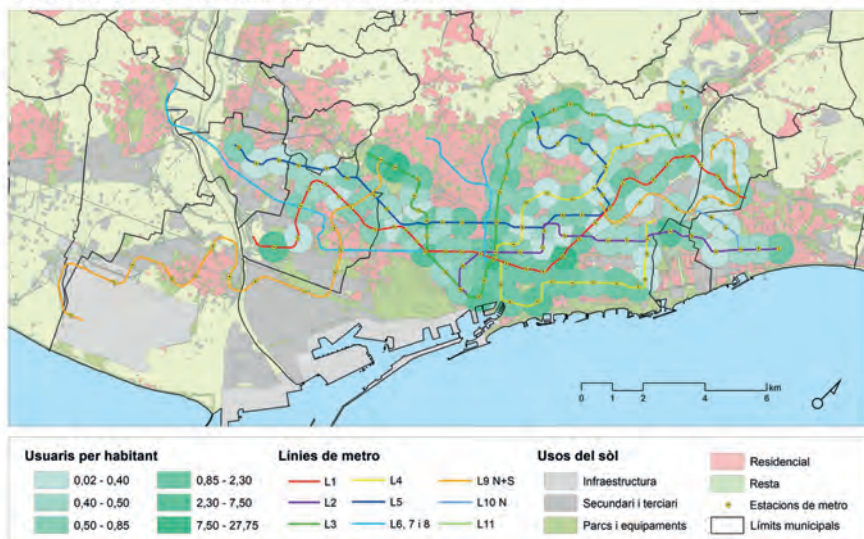 0 1 2 4 6
km
Usuaris per habitant
0,02 - 0,40
0,40 - 0,50
0,50 - 0,85
0,85 - 2,30
2,30 - 7,50
7,50 - 27,75
Línies de metro
L1
L2
L3
L4
L5
L6, 7 i 8
L9 N+S
L10 N
L11
Usos del sòl
Infraestructura
Secundari i terciari
Parcs i equipaments
Residencial
Resta
Estacions de metro
Límits municipals